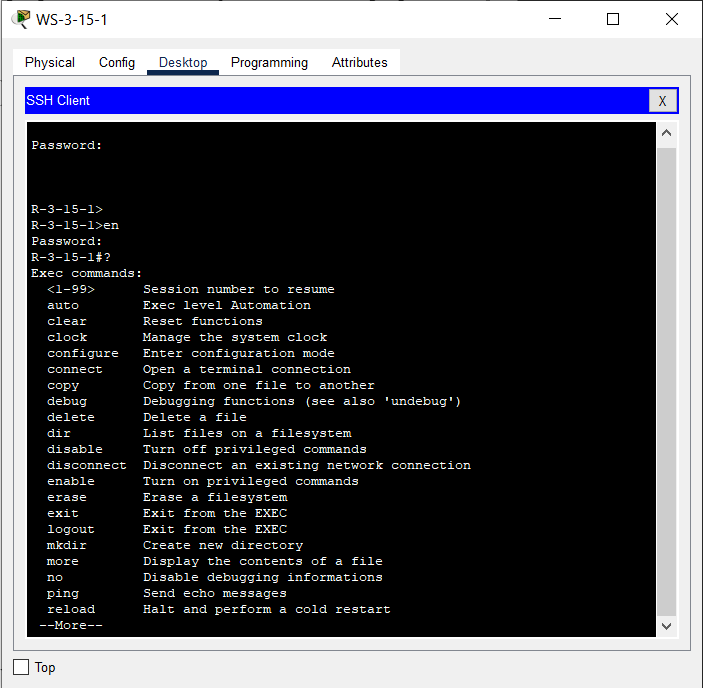 WS-3-15-1
Physical Config Desktop Programming Attributes
SSH Client X
Password:
R-3-15-1>
R-3-15-1>en
Password:
R-3-15-1#?
Exec commands:
<1-99> Session number to resume
auto Exec level Automation
clear Reset functions
clock Manage the system clock
configure Enter configuration mode
connect Open a terminal connection
copy Copy from one file to another
debug Debugging functions (see also 'undebug')
delete Delete a file
dir List files on a filesystem
disable Turn off privileged commands
disconnect Disconnect an existing network connection
enable Turn on privileged commands
erase Erase a filesystem
exit Exit from the EXEC
logout Exit from the EXEC
mkdir Create new directory
more Display the contents of a file
no Disable debugging informations
ping Send echo messages
reload Halt and perform a cold restart
--More--
Top